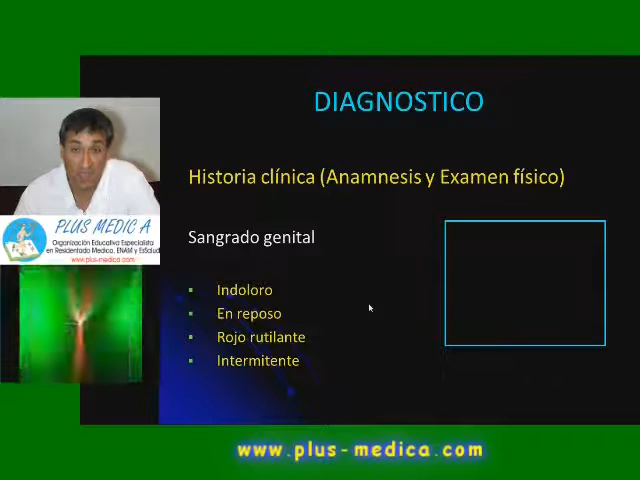 DIAGNOSTICO
Historia clínica (Anamnesis y Examen físico)
Sangrado genital
Indoloro
En reposo
Rojo rutilante
Intermitente
PLUS MEDIC A
Organización Educativa Especialista
en Residentado Medico, ENAM y EsSalud
www.plus-medica.com
www.plus-medica.com